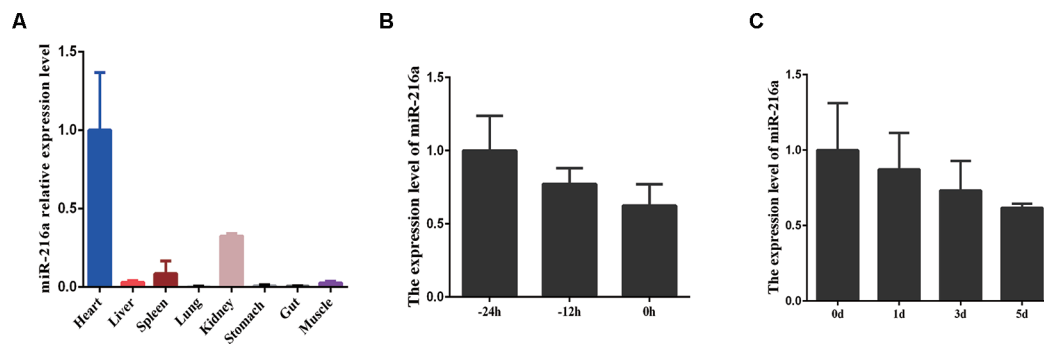 A
miR-216a relative expression level
1.5
1.0
0.5
0.0
Heart
Liver
Spleen
Lung
Kidney
Stomach
Gut
Muscle
B
The expression level of miR-216a
1.5
1.0
0.5
0.0
-24h
-12h
0h
C
The expression level of miR-216a
1.5
1.0
0.5
0.0
0d
1d
3d
5d